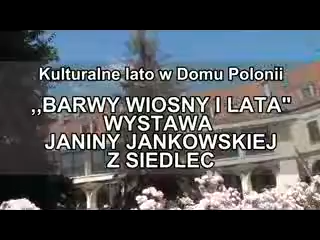 Kulturalne lato w Domu Polonii
,,BARWY WIOSNY I LATA"
WYSTAWA
JANINY JANKOWSKIEJ
Z SIEDLEC